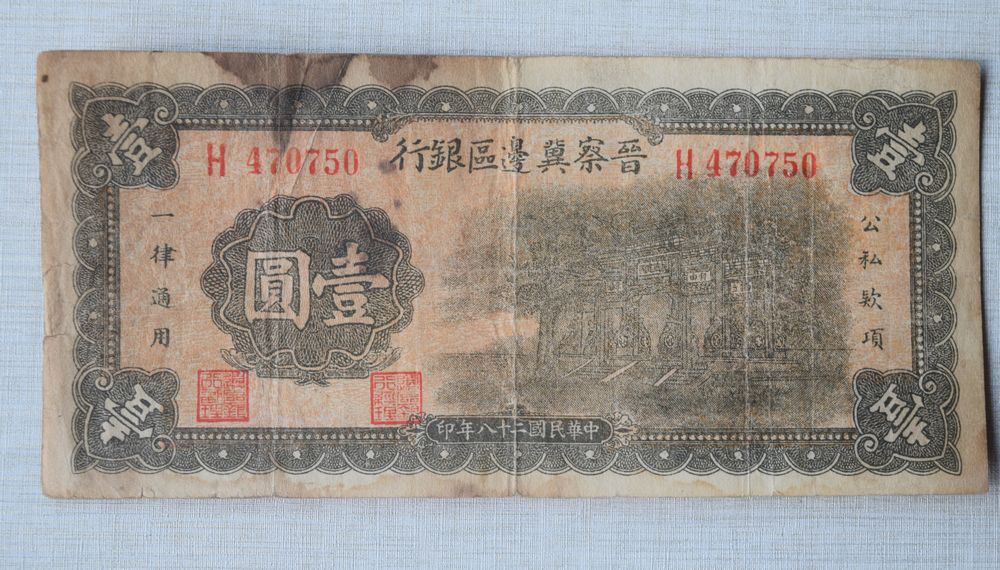 晉察冀邊區銀行
H 470750
H 470750
壹圓
公私欵項
一律通用
壹
壹
壹
壹
中華民國二十八年印